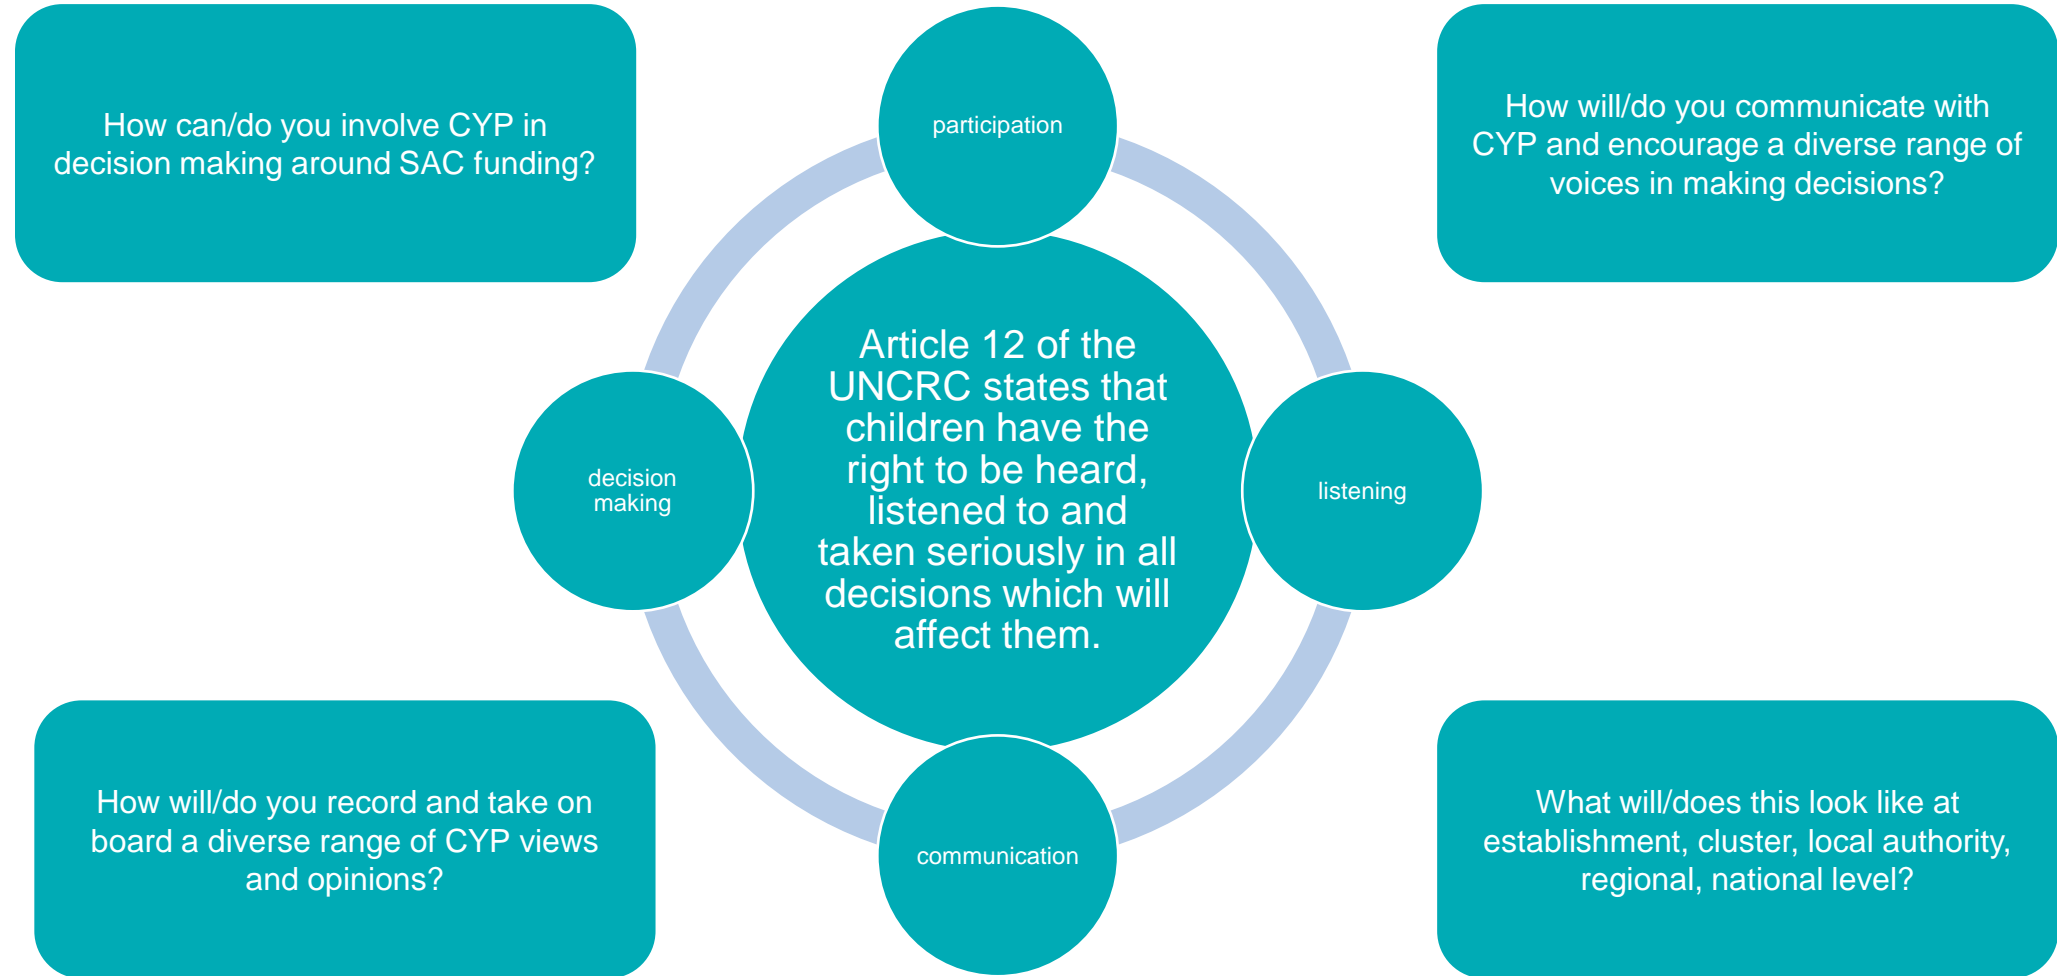 How can/do you involve CYP in
decision making around SAC funding?
participation
How will/do you communicate with
CYP and encourage a diverse range of
voices in making decisions?
decision
making
Article 12 of the
UNCRC states that
children have the
right to be heard,
listened to and
taken seriously in all
decisions which will
affect them.
listening
How will/do you record and take on
board a diverse range of CYP views
and opinions?
communication
What will/does this look like at
establishment, cluster, local authority,
regional, national level?